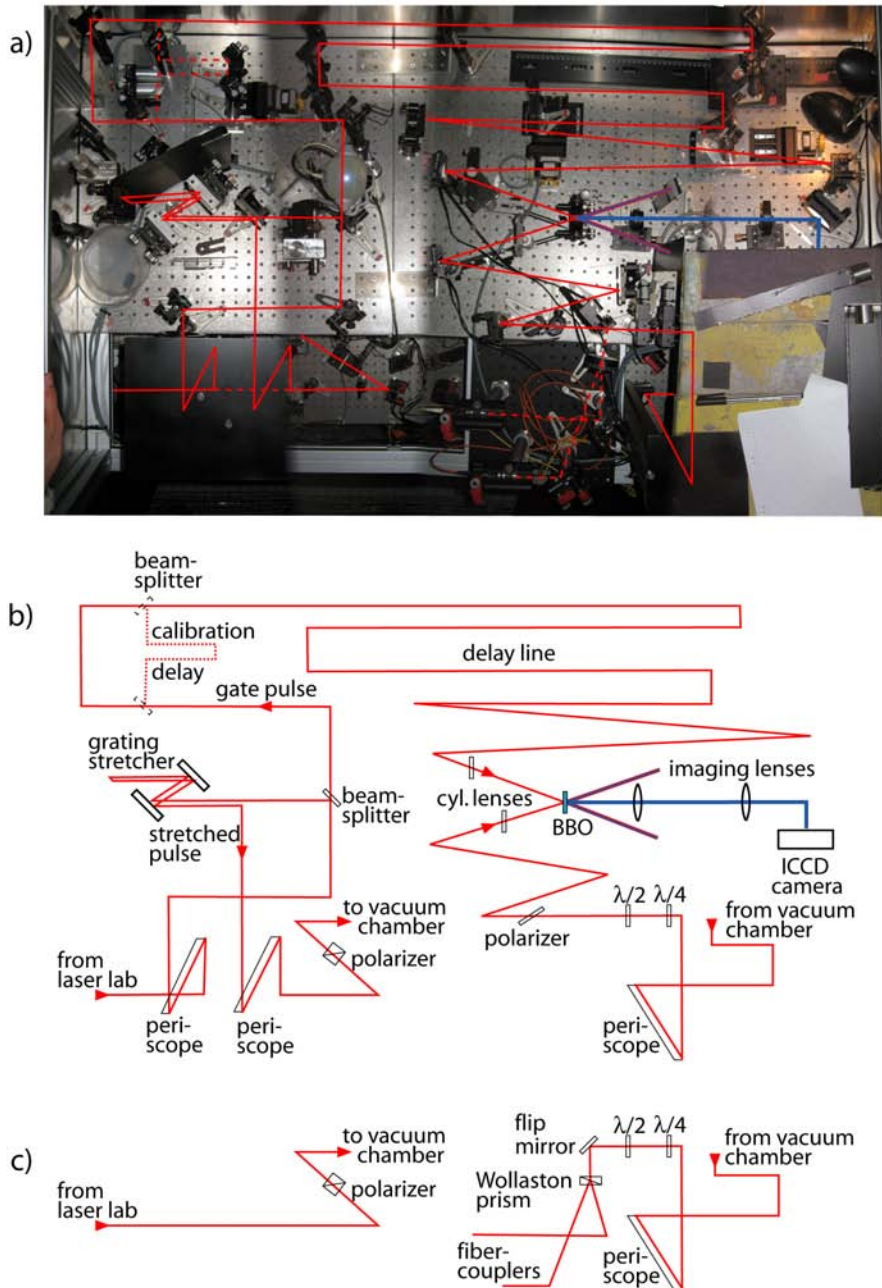 a)
b)
beam-
splitter
calibration
delay
gate pulse
delay line
grating
stretcher
stretched
pulse
beam-
splitter
cyl. lenses
BBO
imaging lenses
ICCD
camera
to vacuum
chamber
polarizer
from
laser lab
peri-
scope
peri-
scope
polarizer
λ/2 λ/4
from vacuum
chamber
peri-
scope
c)
to vacuum
chamber
polarizer
from
laser lab
flip
mirror
λ/2 λ/4
Wollaston
prism
fiber-
couplers
from vacuum
chamber
peri-
scope